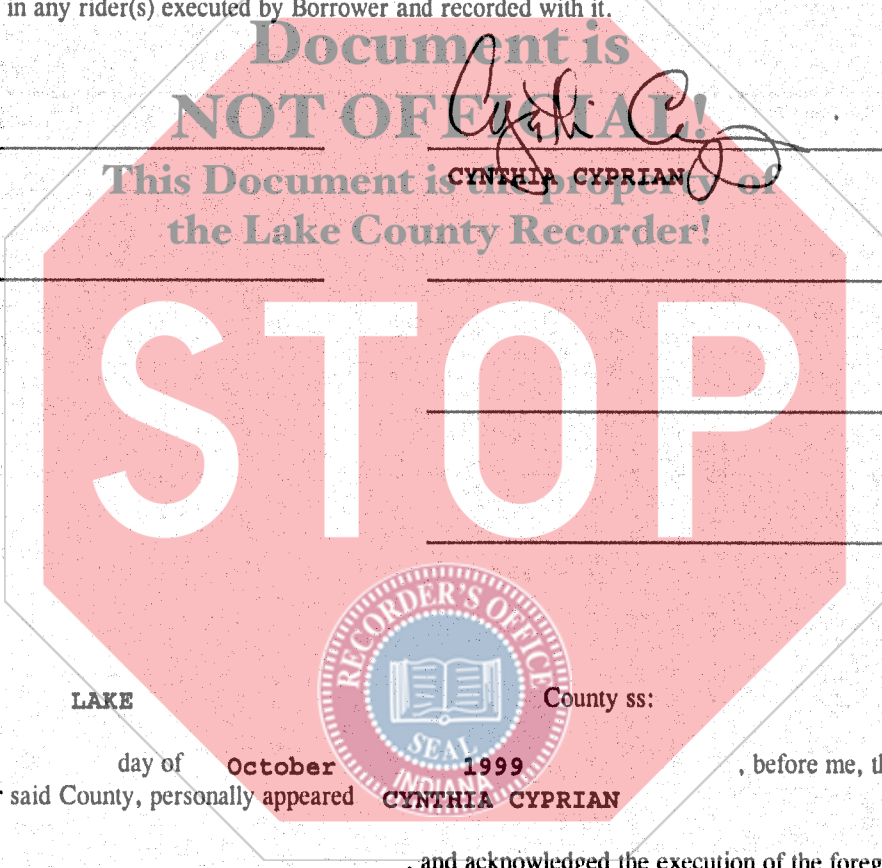 in any rider(s) executed by Borrower and recorded with it.
Document is
NOT OFFICIAL!
This Document is the property of
the Lake County Recorder!
CYNTHIA CYPRIAN
STOP
RECORDER'S OFFICE
SEAL
INDIANA
LAKE County ss:
day of October 1999 , before me, th
said County, personally appeared CYNTHIA CYPRIAN
, and acknowledged the execution of the foreg